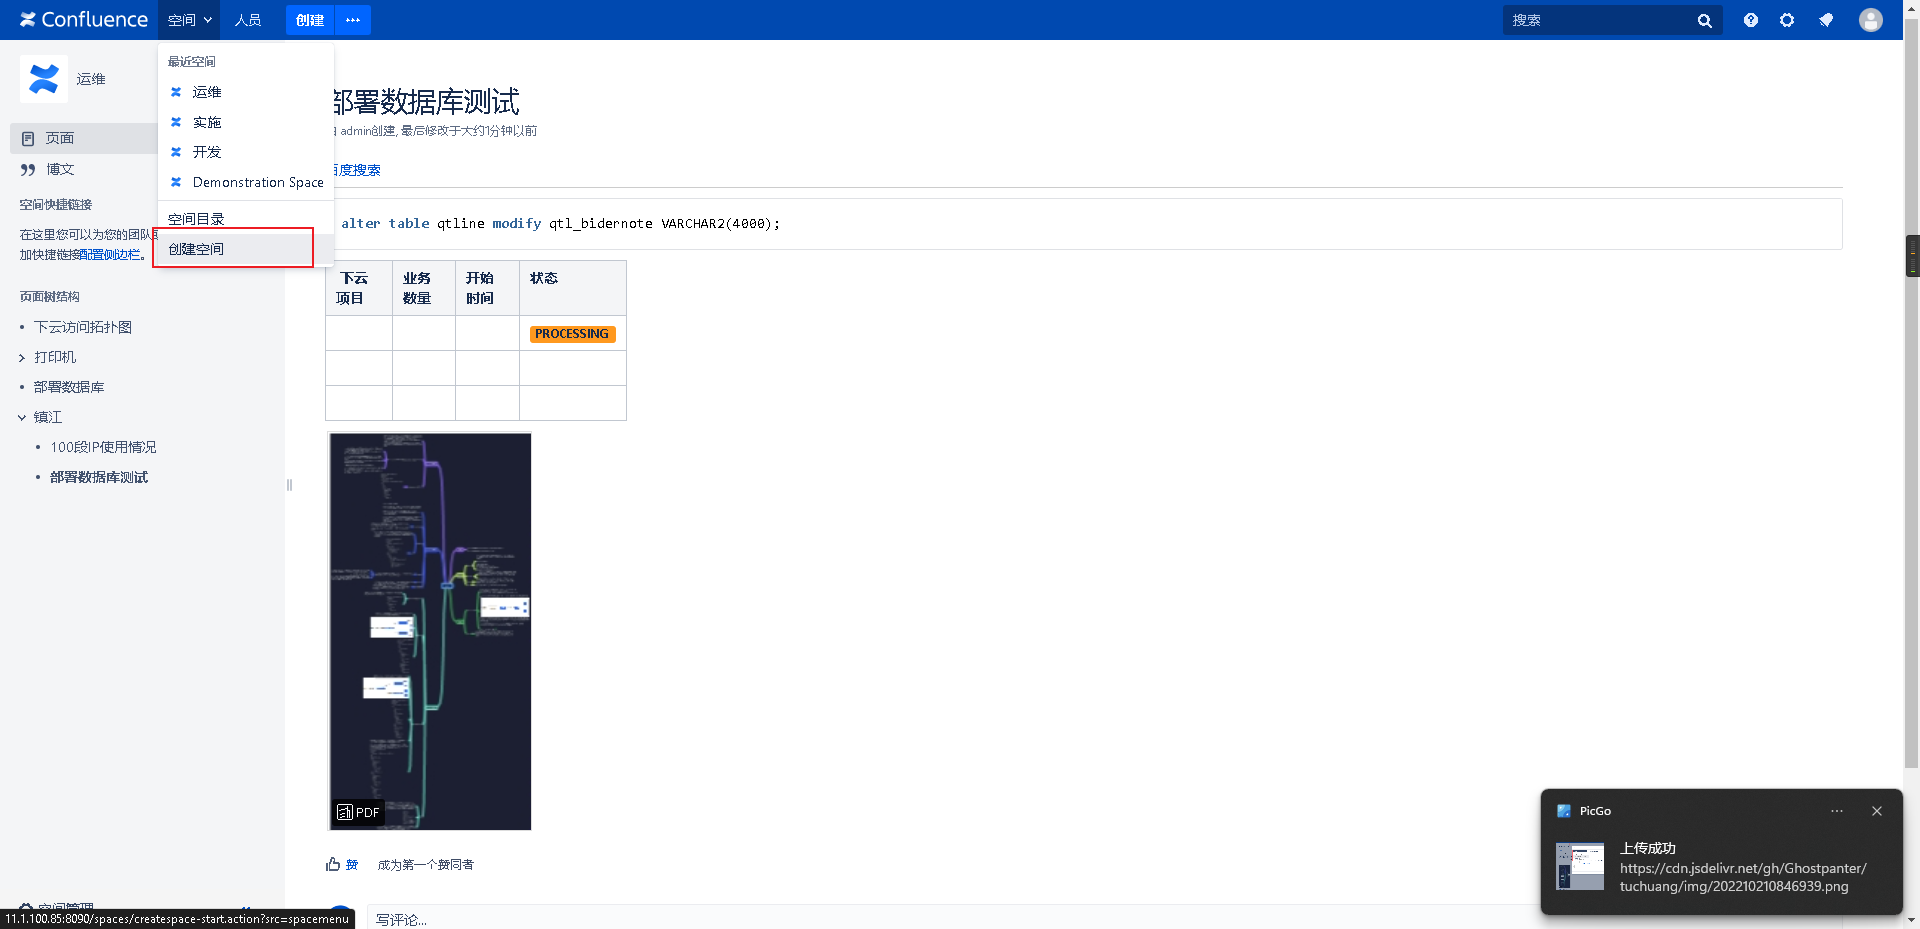 Confluence 空间 人员 创建 ··· 搜索
运维
最近空间
运维
实施
开发
Demonstration Space
空间目录
创建空间
页面
博文
空间快捷链接
在这里您可以为您的团队
加快捷链接配置侧边栏。
页面树结构
下云访问拓扑图
打印机
部署数据库
镇江
100段IP使用情况
部署数据库测试
空间管理
11.1.100.85:8090/spaces/createspace-start.action?src=spacemenu
部署数据库测试
admin创建, 最后修改于大约1分钟以前
百度搜索
alter table qtline modify qtl_bidernote VARCHAR2(4000);
下云项目 业务数量 开始时间 状态
PROCESSING
PDF
赞 成为第一个赞同者
写评论...
PicGo
上传成功
https://cdn.jsdelivr.net/gh/Ghostpanter/
tuchuang/img/202210210846939.png